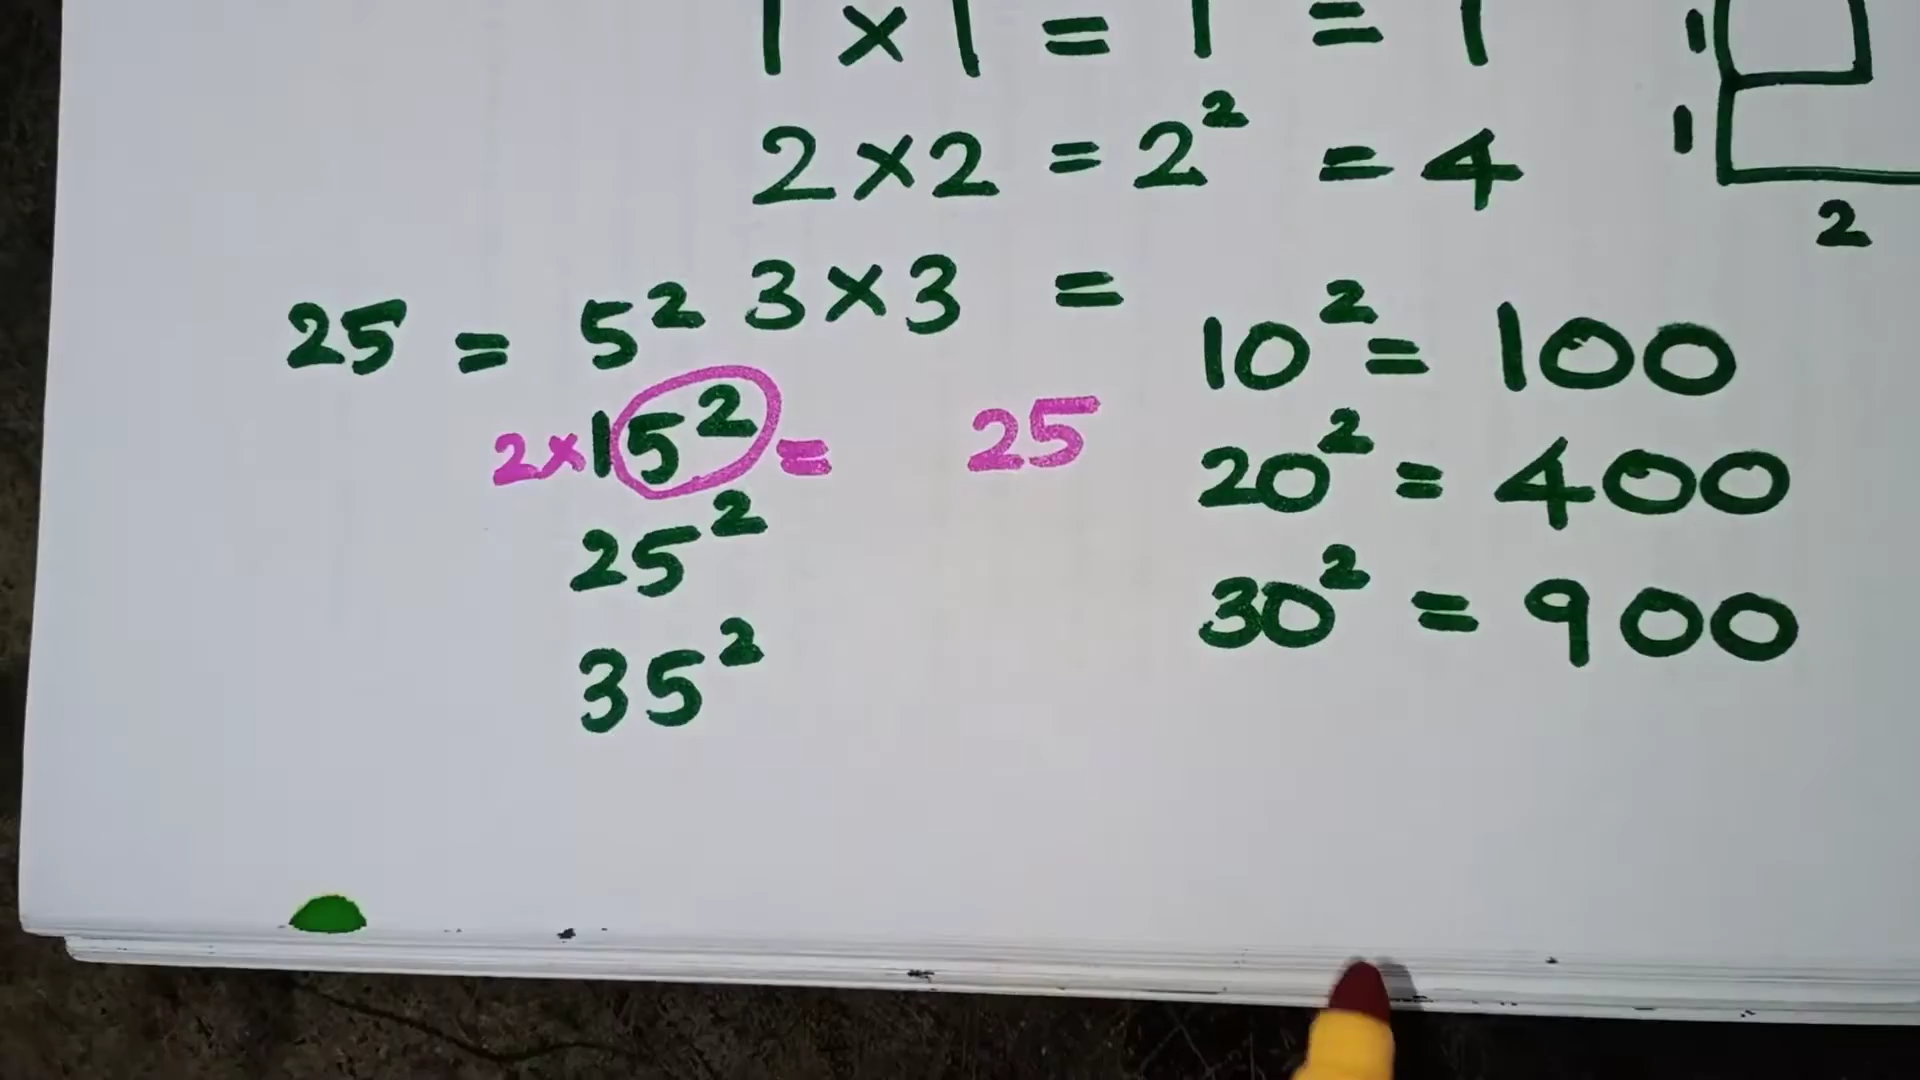 1 × 1 = 1 = 1
1
2 × 2 = 2² = 4
1
2
3 × 3 =
25 = 5²
10² = 100
2×15² = 25
20² = 400
25²
30² = 900
35²